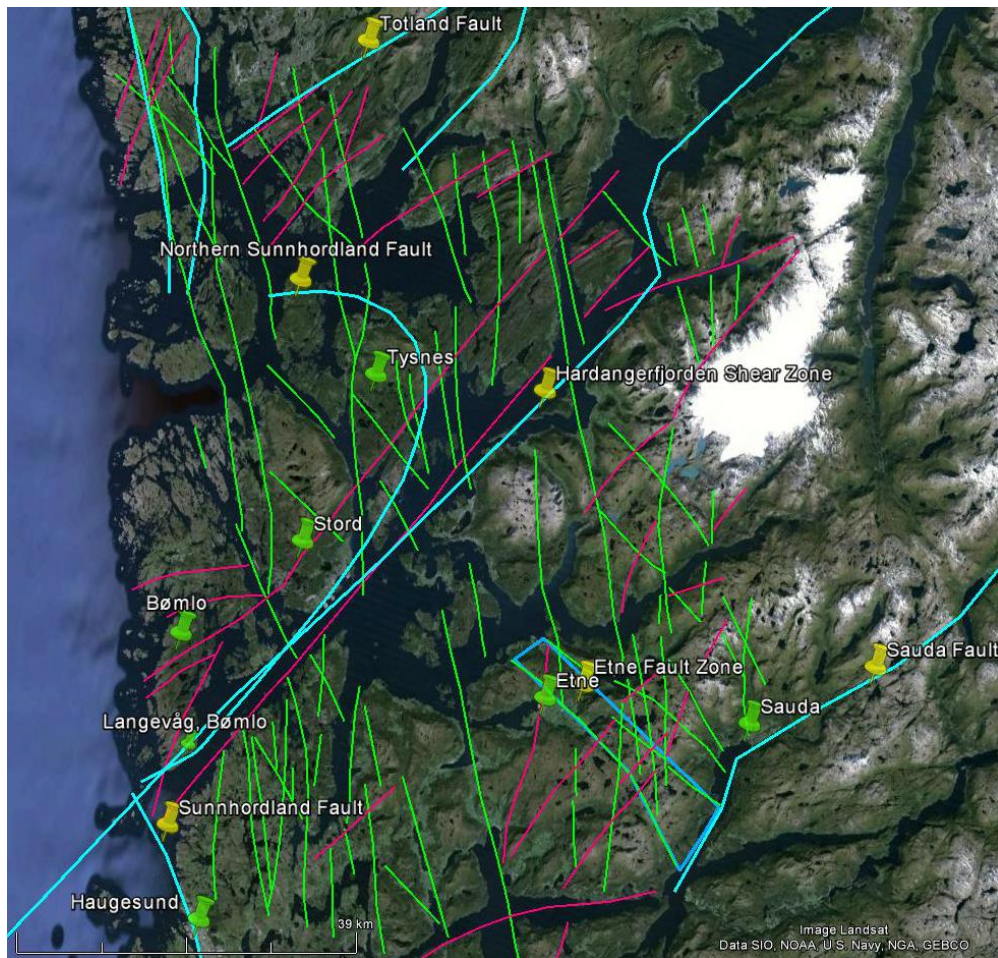 Totland Fault
Northern Sunnhordland Fault
Tysnes
Hardangerfjorden Shear Zone
Stord
Bømlo
Etne Fault Zone
Sauda Fault
Etne
Sauda
Langevåg, Bømlo
Sunnhordland Fault
Haugesund
39 km
Image Landsat
Data SIO, NOAA, U.S. Navy, NGA, GEBCO